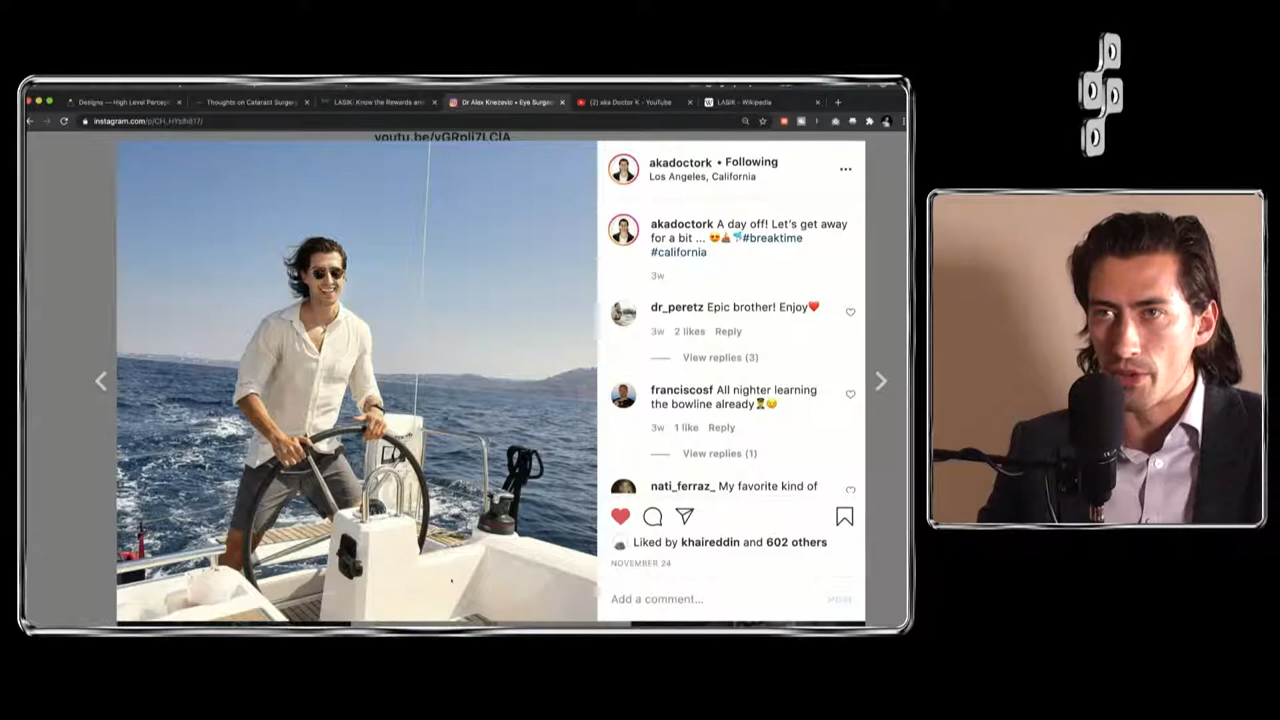 Designs — High Level Percept
Thoughts on Cataract Surgery
LASIK: Know the Rewards and
Dr Alex Knezevic • Eye Surgeo
(2) aka Doctor K - YouTube
LASIK - Wikipedia
youtu.be/vGRpli7LCIA
akadoctork • Following
Los Angeles, California
akadoctork A day off! Let's get away
for a bit ... 😍⛵🌊#breaktime
#california
3w
dr_peretz Epic brother! Enjoy❤️
3w 2 likes Reply
View replies (3)
franciscosf All nighter learning
the bowline already
3w 1 like Reply
View replies (1)
nati_ferraz_ My favorite kind of
Liked by khaireddin and 602 others
NOVEMBER 24
Add a comment...
POST